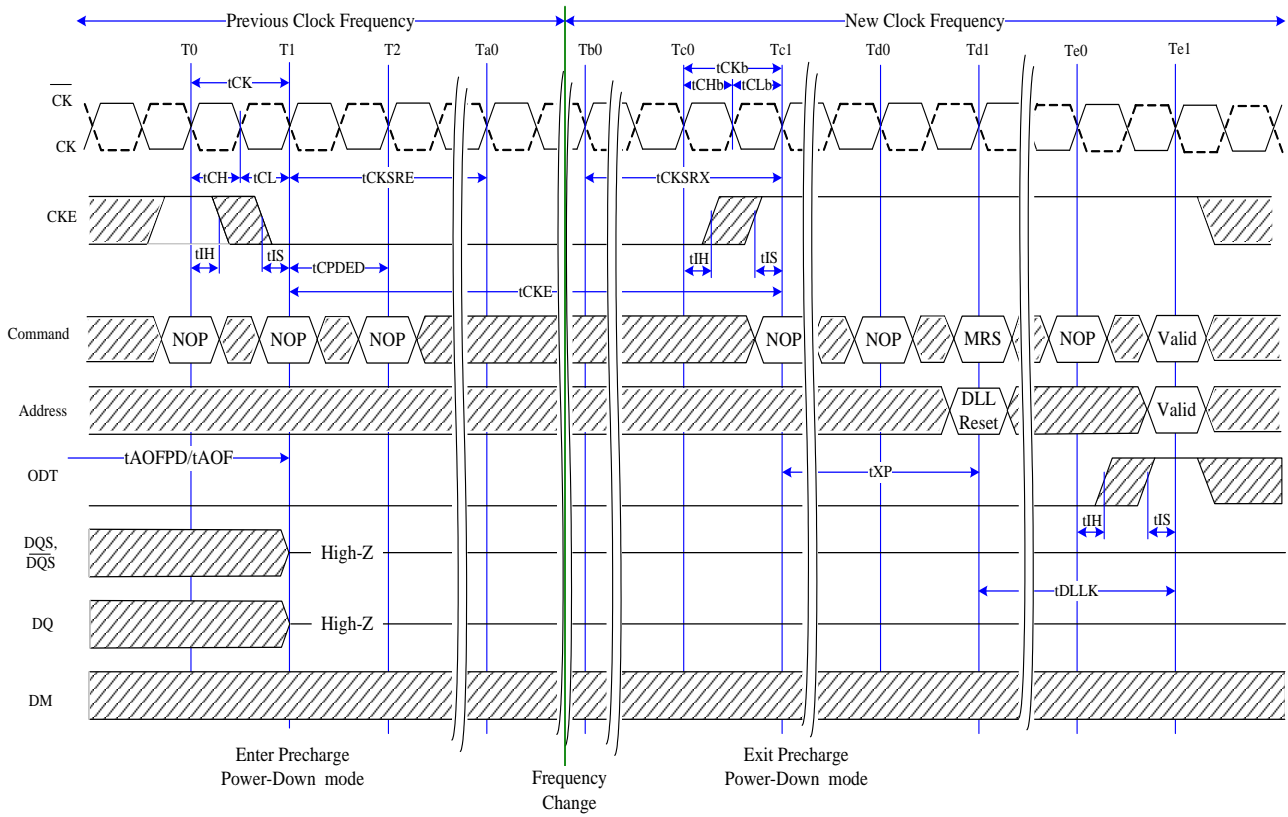 Previous Clock Frequency New Clock Frequency
T0 T1 T2 Ta0 Tb0 Tc0 Tc1 Td0 Td1 Te0 Te1
tCK tCKb
tCHb tCLb
CK
CK
tCH tCL tCKSRE tCKSRX
CKE
tIH tIS tCPDED tIH tIS
tCKE
Command NOP NOP NOP NOP NOP MRS NOP Valid
Address DLL Reset Valid
tAOFPD/tAOF
ODT tXP
tIH tIS
DQS,
DQS High-Z
tDLLK
DQ High-Z
DM
Enter Precharge
Power-Down mode
Frequency
Change
Exit Precharge
Power-Down mode